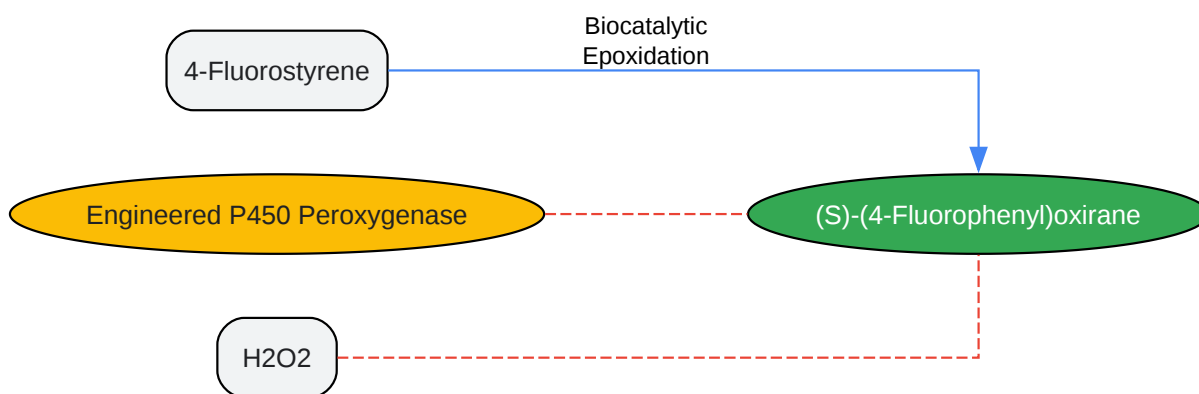 Biocatalytic
Epoxidation
4-Fluorostyrene
Engineered P450 Peroxygenase
(S)-(4-Fluorophenyl)oxirane
H2O2